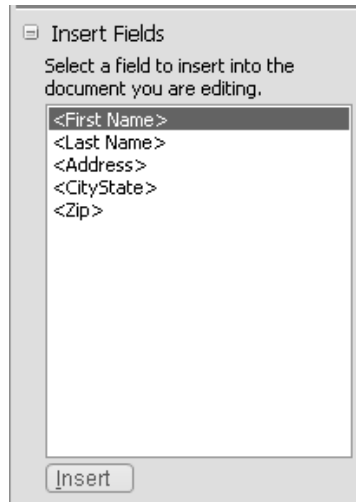 Insert Fields
Select a field to insert into the
document you are editing.
<First Name>
<Last Name>
<Address>
<CityState>
<Zip>
Insert